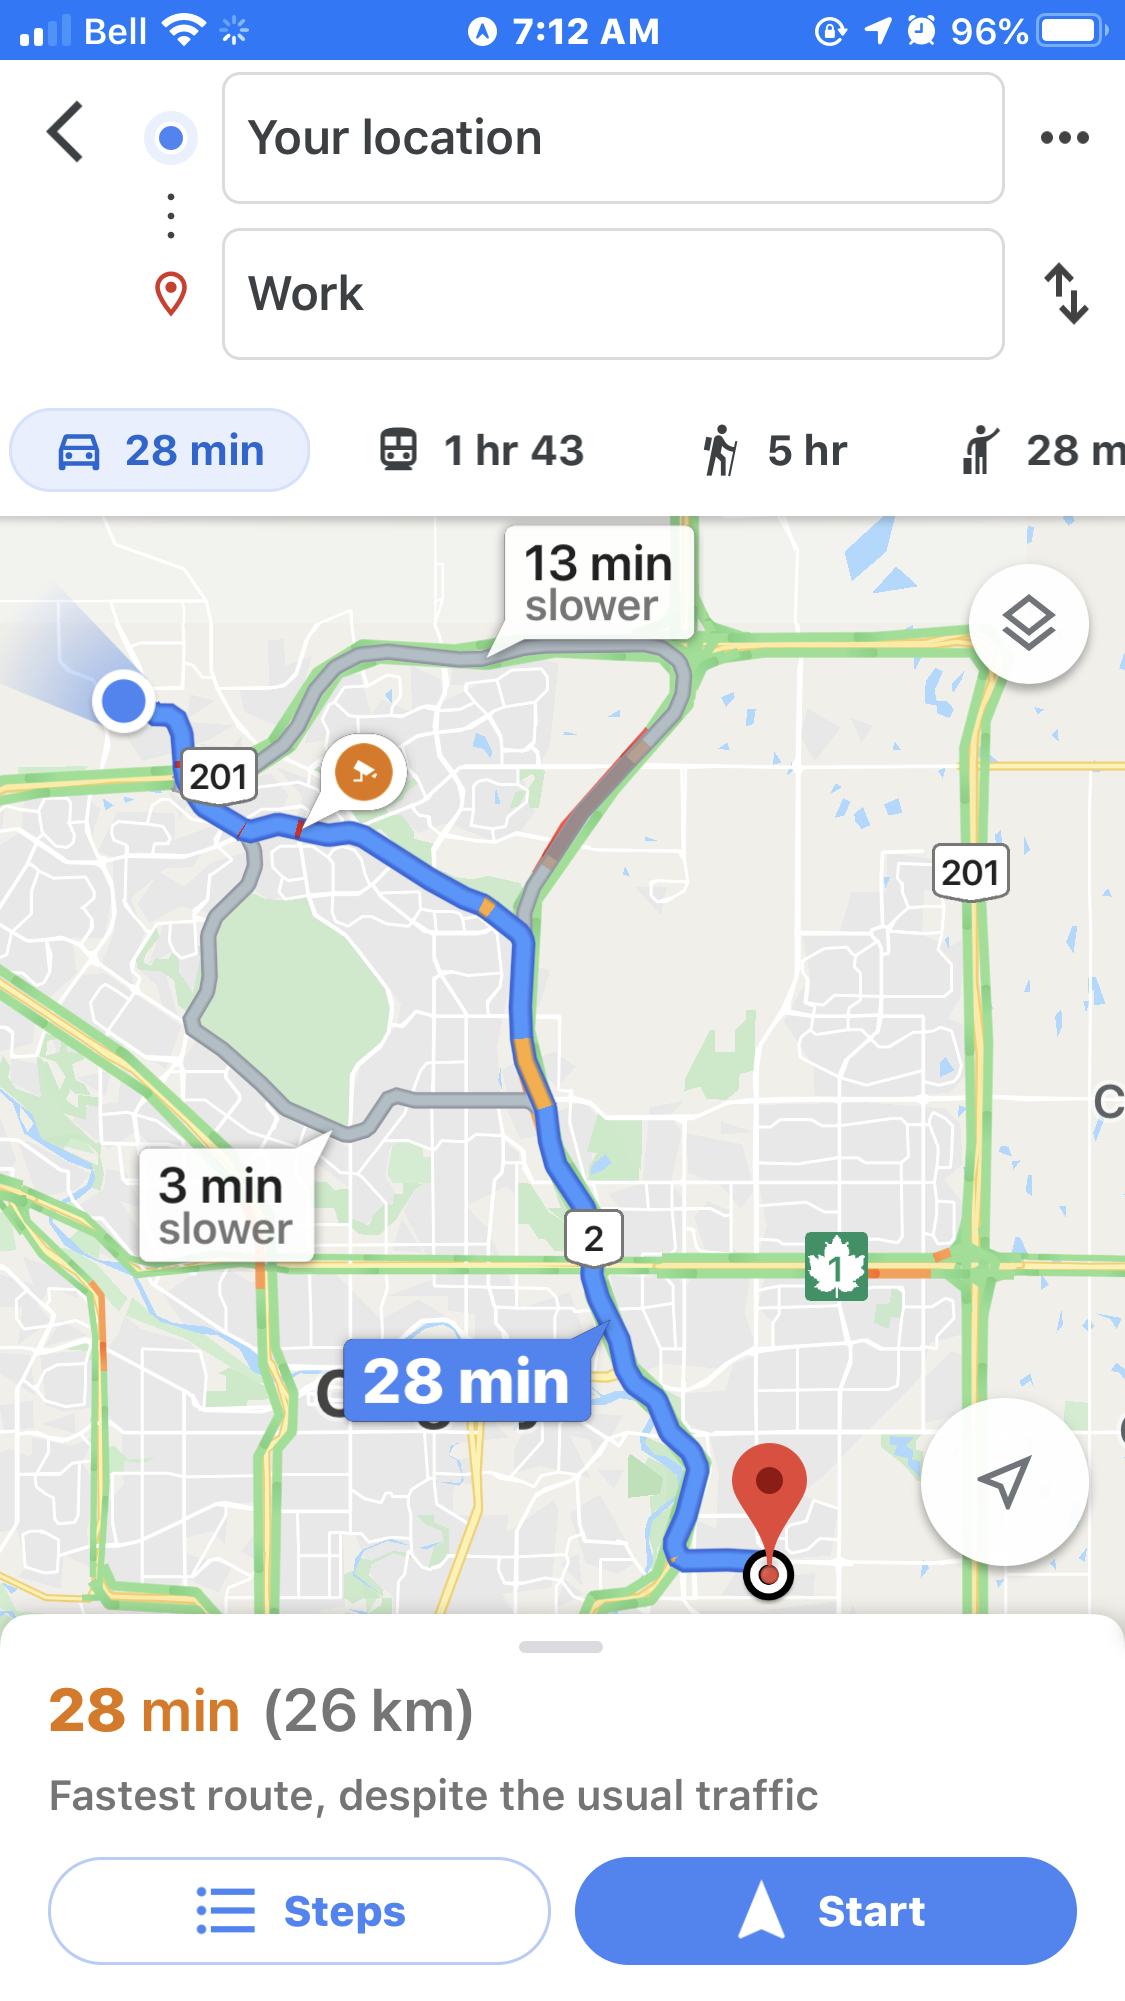 Bell
7:12 AM
96%
Your location
Work
28 min
1 hr 43
5 hr
28 m
13 min
slower
201
201
C
3 min
slower
2
1
28 min
28 min (26 km)
Fastest route, despite the usual traffic
Steps
Start